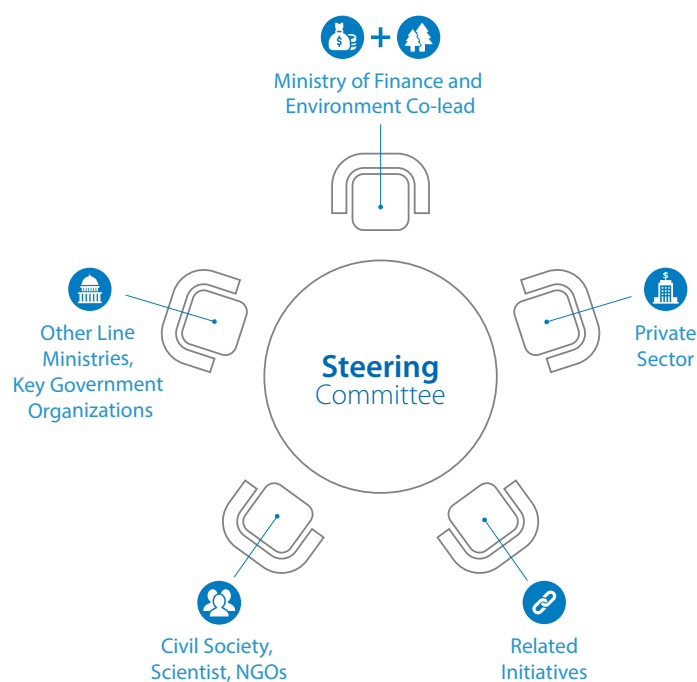 Ministry of Finance and
Environment Co-lead
Other Line
Ministries,
Key Government
Organizations
Private
Sector
Steering
Committee
Civil Society,
Scientist, NGOs
Related
Initiatives